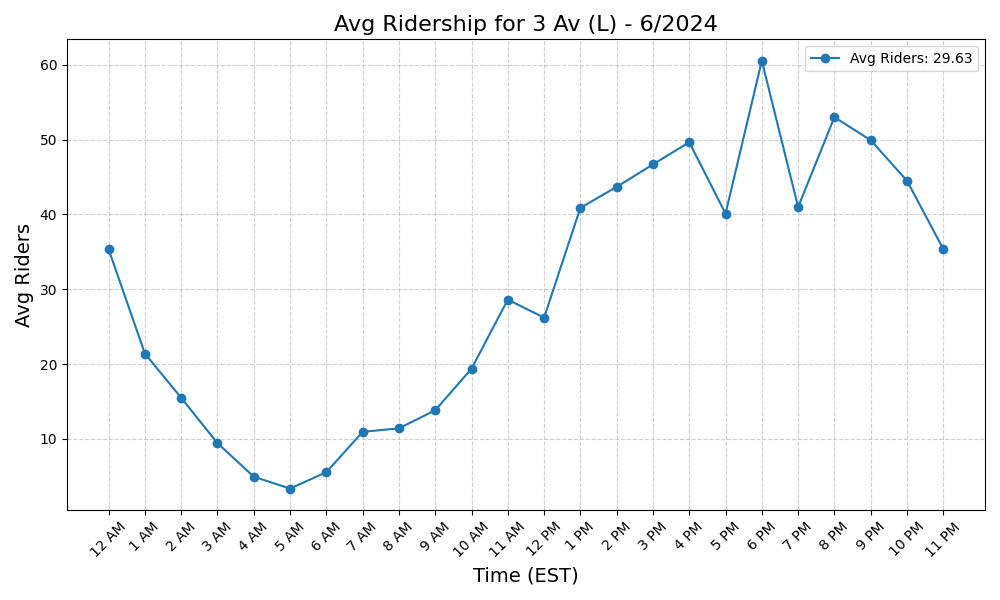 Avg Ridership for 3 Av (L) - 6/2024
Avg Riders: 29.63
Avg Riders
60
50
40
30
20
10
12 AM
1 AM
2 AM
3 AM
4 AM
5 AM
6 AM
7 AM
8 AM
9 AM
10 AM
11 AM
12 PM
1 PM
2 PM
3 PM
4 PM
5 PM
6 PM
7 PM
8 PM
9 PM
10 PM
11 PM
Time (EST)